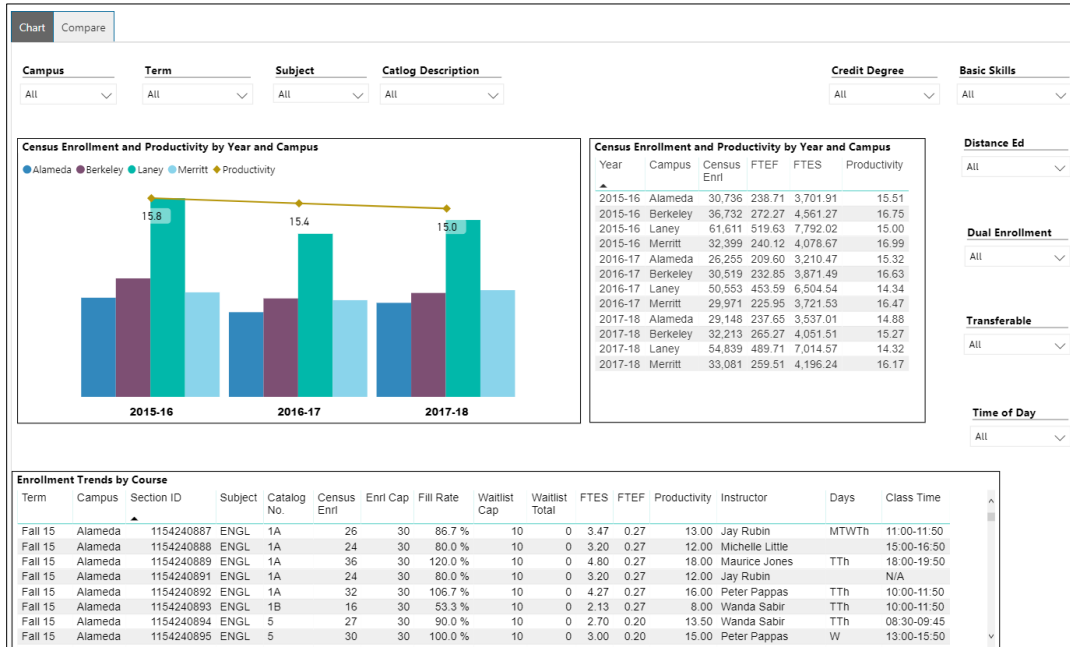 Chart Compare
Campus Term Subject Catlog Description Credit Degree Basic Skills
All All All All All All
Census Enrollment and Productivity by Year and Campus
Alameda Berkeley Laney Merritt Productivity
15.8 15.4 15.0
2015-16 2016-17 2017-18
Census Enrollment and Productivity by Year and Campus
Year Campus Census Enrl FTEF FTES Productivity
2015-16 Alameda 30,736 238.71 3,701.91 15.51
2015-16 Berkeley 36,732 272.27 4,561.27 16.75
2015-16 Laney 61,611 519.63 7,792.02 15.00
2015-16 Merritt 32,399 240.12 4,078.67 16.99
2016-17 Alameda 26,255 209.60 3,210.47 15.32
2016-17 Berkeley 30,519 232.85 3,871.49 16.63
2016-17 Laney 50,553 453.59 6,504.54 14.34
2016-17 Merritt 29,971 225.95 3,721.53 16.47
2017-18 Alameda 29,148 237.65 3,537.01 14.88
2017-18 Berkeley 32,213 265.27 4,051.51 15.27
2017-18 Laney 54,839 489.71 7,014.57 14.32
2017-18 Merritt 33,081 259.51 4,196.24 16.17
Distance Ed
All
Dual Enrollment
All
Transferable
All
Time of Day
All
Enrollment Trends by Course
Term Campus Section ID Subject Catalog No. Census Enrl Enrl Cap Fill Rate Waitlist Cap Waitlist Total FTES FTEF Productivity Instructor Days Class Time
Fall 15 Alameda 1154240887 ENGL 1A 26 30 86.7 % 10 0 3.47 0.27 13.00 Jay Rubin MTWTh 11:00-11:50
Fall 15 Alameda 1154240888 ENGL 1A 24 30 80.0 % 10 0 3.20 0.27 12.00 Michelle Little 15:00-16:50
Fall 15 Alameda 1154240889 ENGL 1A 36 30 120.0 % 10 0 4.80 0.27 18.00 Maurice Jones TTh 18:00-19:50
Fall 15 Alameda 1154240891 ENGL 1A 24 30 80.0 % 10 0 3.20 0.27 12.00 Jay Rubin N/A
Fall 15 Alameda 1154240892 ENGL 1A 32 30 106.7 % 10 0 4.27 0.27 16.00 Peter Pappas TTh 10:00-11:50
Fall 15 Alameda 1154240893 ENGL 1B 16 30 53.3 % 10 0 2.13 0.27 8.00 Wanda Sabir TTh 10:00-11:50
Fall 15 Alameda 1154240894 ENGL 5 27 30 90.0 % 10 0 2.70 0.20 13.50 Wanda Sabir TTh 08:30-09:45
Fall 15 Alameda 1154240895 ENGL 5 30 30 100.0 % 10 0 3.00 0.20 15.00 Peter Pappas W 13:00-15:50